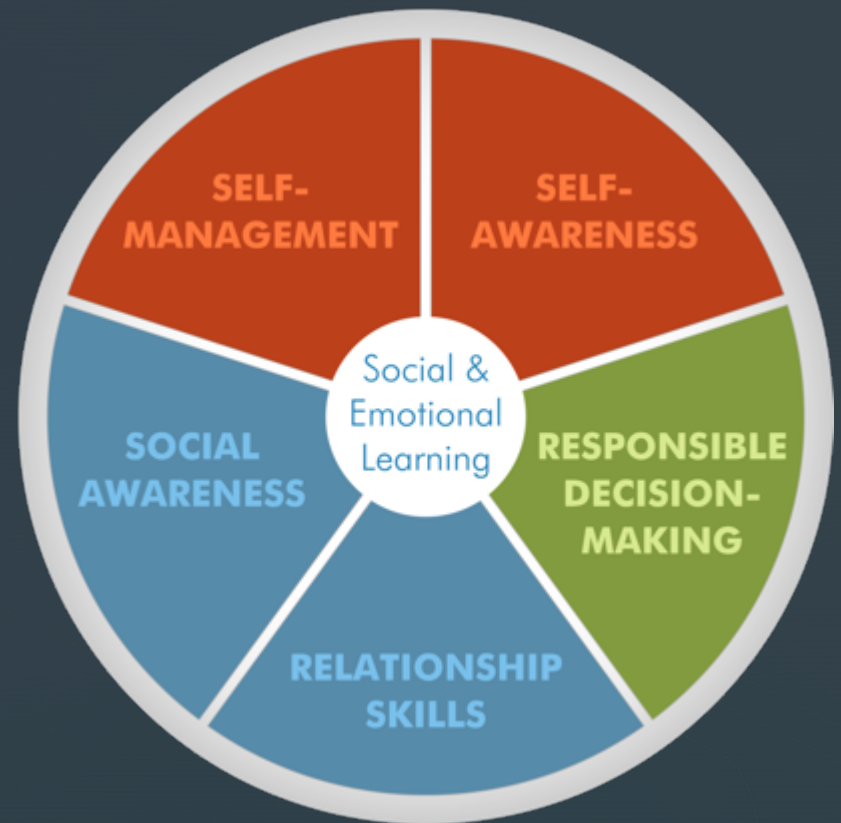 SELF-
MANAGEMENT
SELF-
AWARENESS
Social &
Emotional
Learning
SOCIAL
AWARENESS
RESPONSIBLE
DECISION-
MAKING
RELATIONSHIP
SKILLS